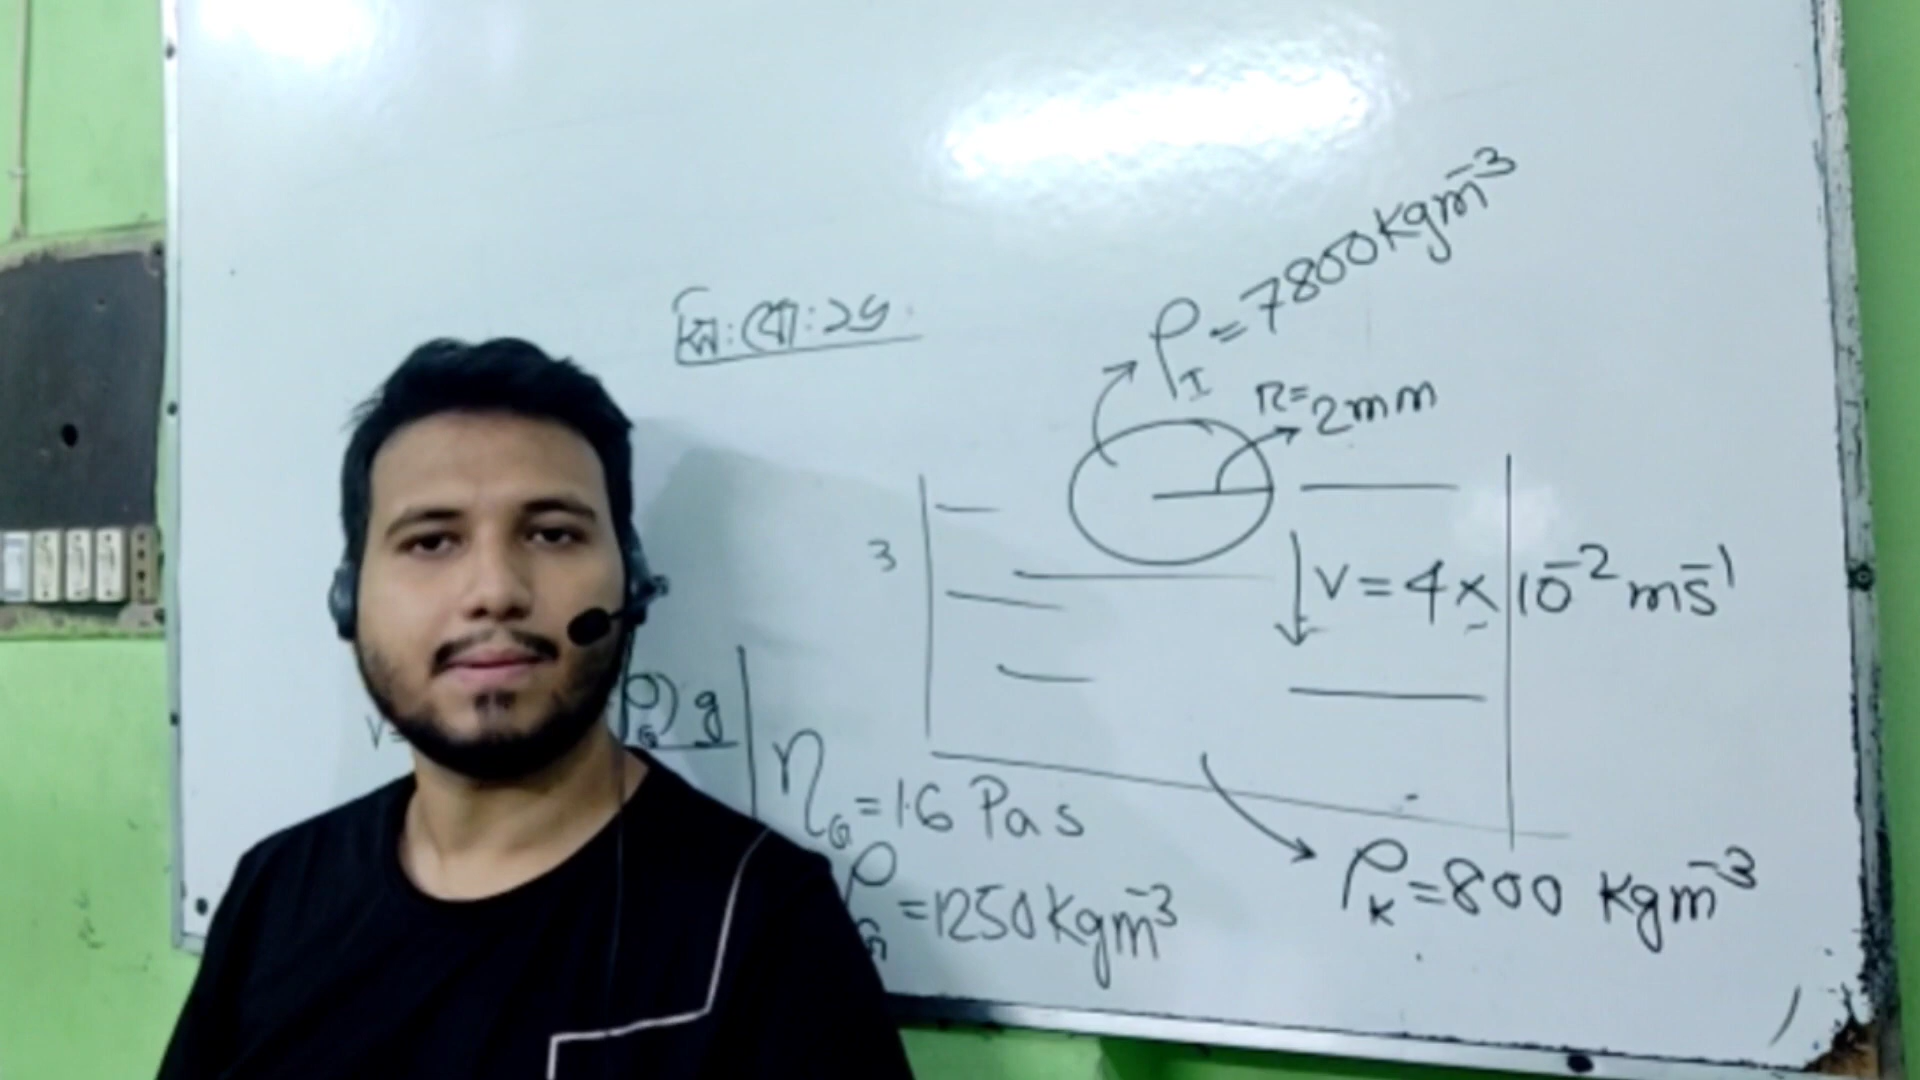 সি:বো:১৬
ρ_I = 7800 kgm^-3
r = 2mm
3
v = 4 × 10^-2 ms^-1
v=
ρ_G) g
η_G = 1.6 Pa s
ρ_G = 1250 kgm^-3
ρ_K = 800 kgm^-3